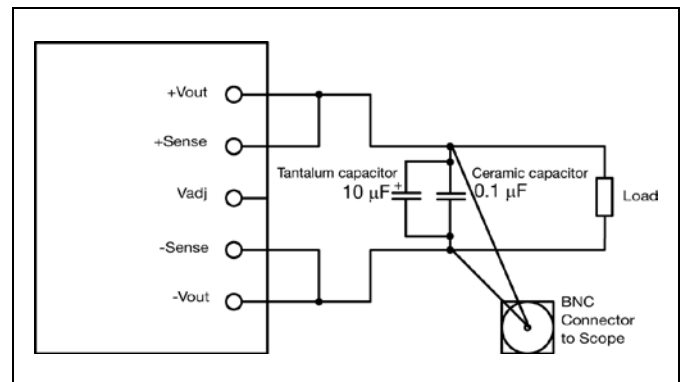 +Vout
+Sense
Vadj
-Sense
-Vout
Tantalum capacitor
10 µF
+
Ceramic capacitor
0.1 µF
Load
BNC
Connector
to Scope